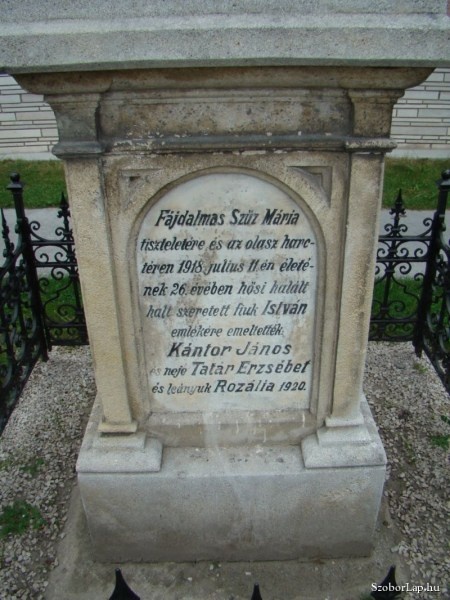 Fájdalmas Szűz Mária
tiszteletére és az olasz harc-
téren 1918. július 11.én életé-
nek 26. évében hősi halált
halt szeretett fiuk István
emlékére emeltették,
Kántor János
és neje Tatár Erzsébet
és leányuk Rozália 1920.
© SzoborLap.hu